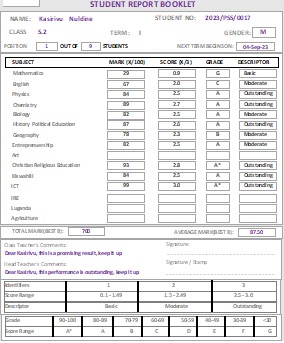 STUDENT REPORT BOOKLET
NAME: Kasirivu Nuldine STUDENT NO: 2023/PSS/0017
CLASS S.2 TERM: I GENDER: M
POSITION 1 OUT OF 9 STUDENTS NEXT TERM BEGINS ON: 04-Sep-23
SUBJECT MARK (X/100) SCORE (X/3) GRADE DESCRIPTOR
Mathematics 29 0.9 G Basic
English 67 2.0 C Moderate
Physics 84 2.5 A Outstanding
Chemistry 89 2.7 A Outstanding
Biology 82 2.5 A Moderate
History Political Education 87 2.6 A Outstanding
Geography 78 2.3 B Moderate
Entrepreneurship 82 2.5 A Moderate
Art
Christian Religious Education 93 2.8 A* Outstanding
Kiswahili 84 2.5 A Outstanding
ICT 99 3.0 A* Outstanding
IRE
Luganda
Agriculture
TOTAL MARK(BEST 8): 700 AVERAGE MARK(BEST 8): 87.50
Class Teacher's Comments: Signature:
Dear Kasirivu, this is a promising result, keep it up
Head Teacher's Comments: Signature / Stamp
Dear Kasirivu, this performance is outstanding, keep it up
Identifiers 1 2 3
Score Range 0.1 - 1.49 1.5 - 2.49 2.5 - 3.0
Descriptor Basic Moderate Outstanding
Grade 90-100 80-89 70-79 60-69 50-59 40-49 30-39 <30
Score Range A* A B C D E F G